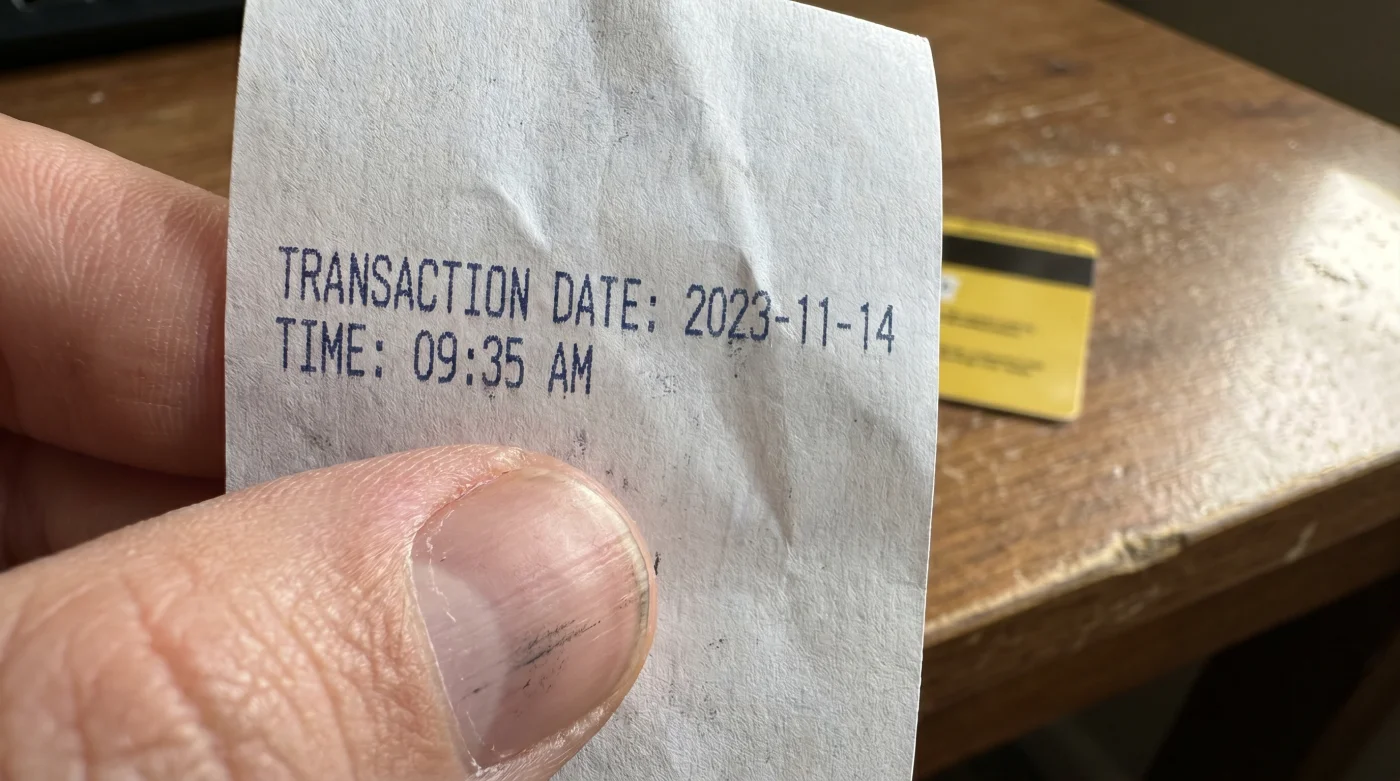 TRANSACTION DATE: 2023-11-14
TIME: 09:35 AM